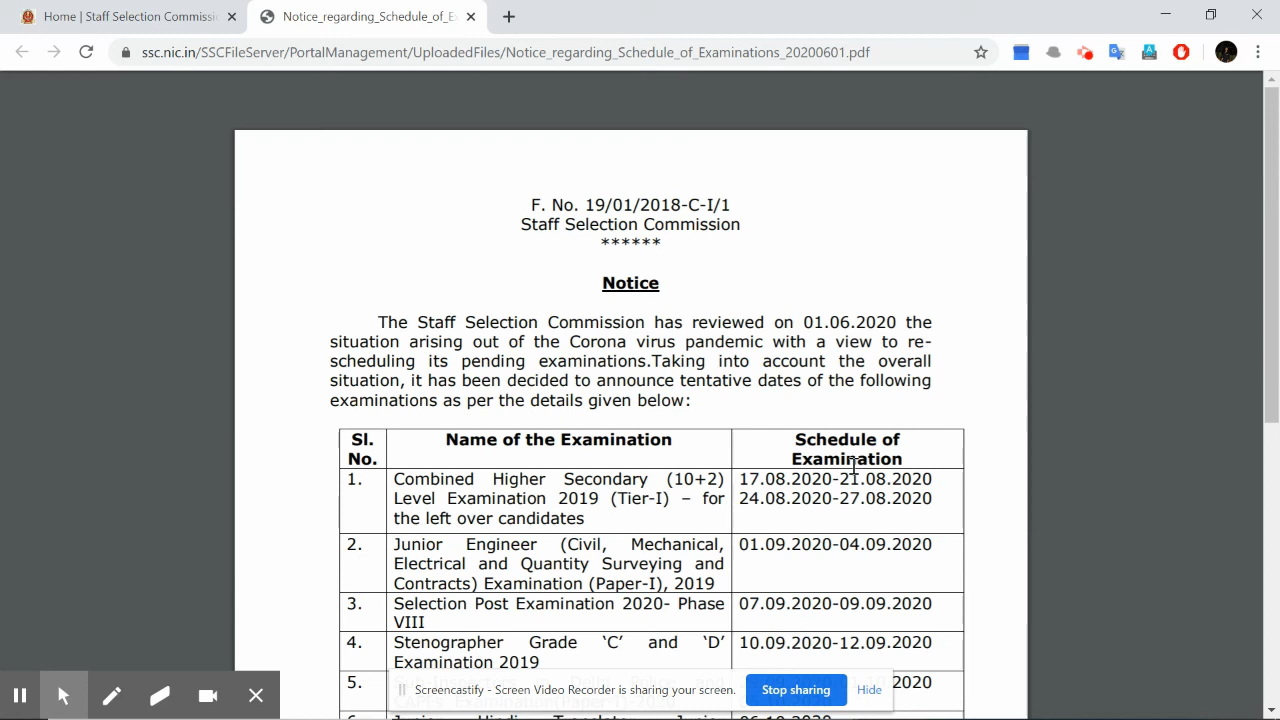 Home | Staff Selection Commissi
Notice_regarding_Schedule_of_E
ssc.nic.in/SSCFileServer/PortalManagement/UploadedFiles/Notice_regarding_Schedule_of_Examinations_20200601.pdf
F. No. 19/01/2018-C-I/1
Staff Selection Commission
******
Notice
The Staff Selection Commission has reviewed on 01.06.2020 the
situation arising out of the Corona virus pandemic with a view to re-
scheduling its pending examinations.Taking into account the overall
situation, it has been decided to announce tentative dates of the following
examinations as per the details given below:
Sl. No.
Name of the Examination
Schedule of Examination
1.
Combined Higher Secondary (10+2)
Level Examination 2019 (Tier-I) – for
the left over candidates
17.08.2020-21.08.2020
24.08.2020-27.08.2020
2.
Junior Engineer (Civil, Mechanical,
Electrical and Quantity Surveying and
Contracts) Examination (Paper-I), 2019
01.09.2020-04.09.2020
3.
Selection Post Examination 2020- Phase
VIII
07.09.2020-09.09.2020
4.
Stenographer Grade ‘C’ and ‘D’
Examination 2019
10.09.2020-12.09.2020
5.
Screencastify - Screen Video Recorder is sharing your screen.
Stop sharing
Hide